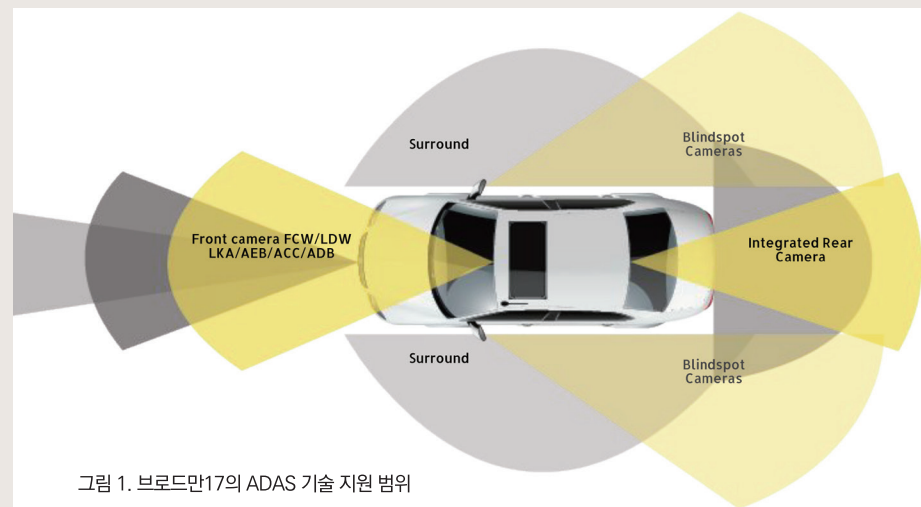 Surround
Blindspot
Cameras
Front camera FCW/LDW
LKA/AEB/ACC/ADB
Integrated Rear
Camera
Surround
Blindspot
Cameras
그림 1. 브로드만17의 ADAS 기술 지원 범위